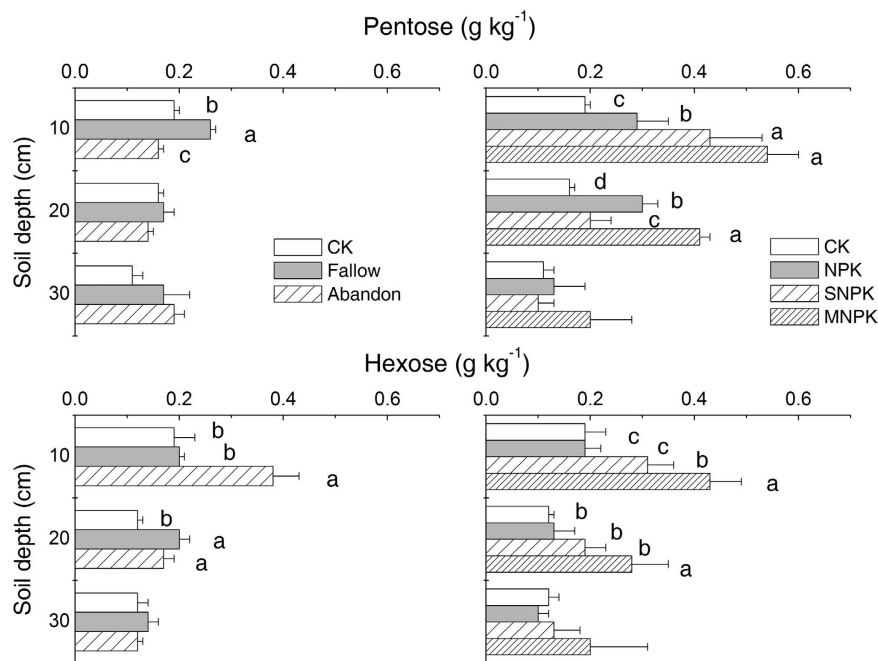 Pentose (g kg⁻¹)
0.0 0.2 0.4 0.6 0.0 0.2 0.4 0.6
Soil depth (cm)
10
20
30
b
a
c
CK
Fallow
Abandon
c
b
a
a
d
b
c
a
CK
NPK
SNPK
MNPK
Hexose (g kg⁻¹)
0.0 0.2 0.4 0.6 0.0 0.2 0.4 0.6
Soil depth (cm)
10
20
30
b
b
a
b
a
a
c
c
b
a
b
b
b
a